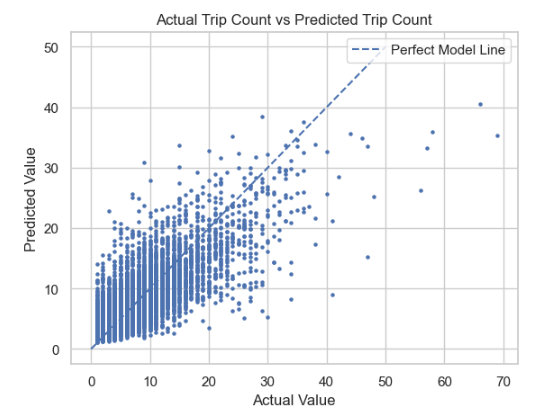 Actual Trip Count vs Predicted Trip Count
Perfect Model Line
50
40
30
20
10
0
Predicted Value
0 10 20 30 40 50 60 70
Actual Value